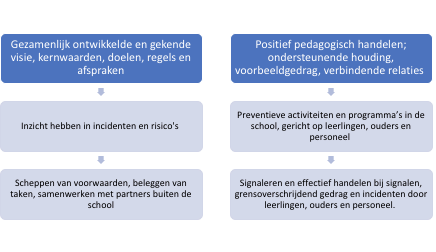 Gezamenlijk ontwikkelde en gekende
visie, kernwaarden, doelen, regels en
afspraken
Inzicht hebben in incidenten en risico's
Scheppen van voorwaarden, beleggen van
taken, samenwerken met partners buiten de
school
Positief pedagogisch handelen;
ondersteunende houding,
voorbeeldgedrag, verbindende relaties
Preventieve activiteiten en programma's in de
school, gericht op leerlingen, ouders en
personeel
Signaleren en effectief handelen bij signalen,
grensoverschrijdend gedrag en incidenten door
leerlingen, ouders en personeel.